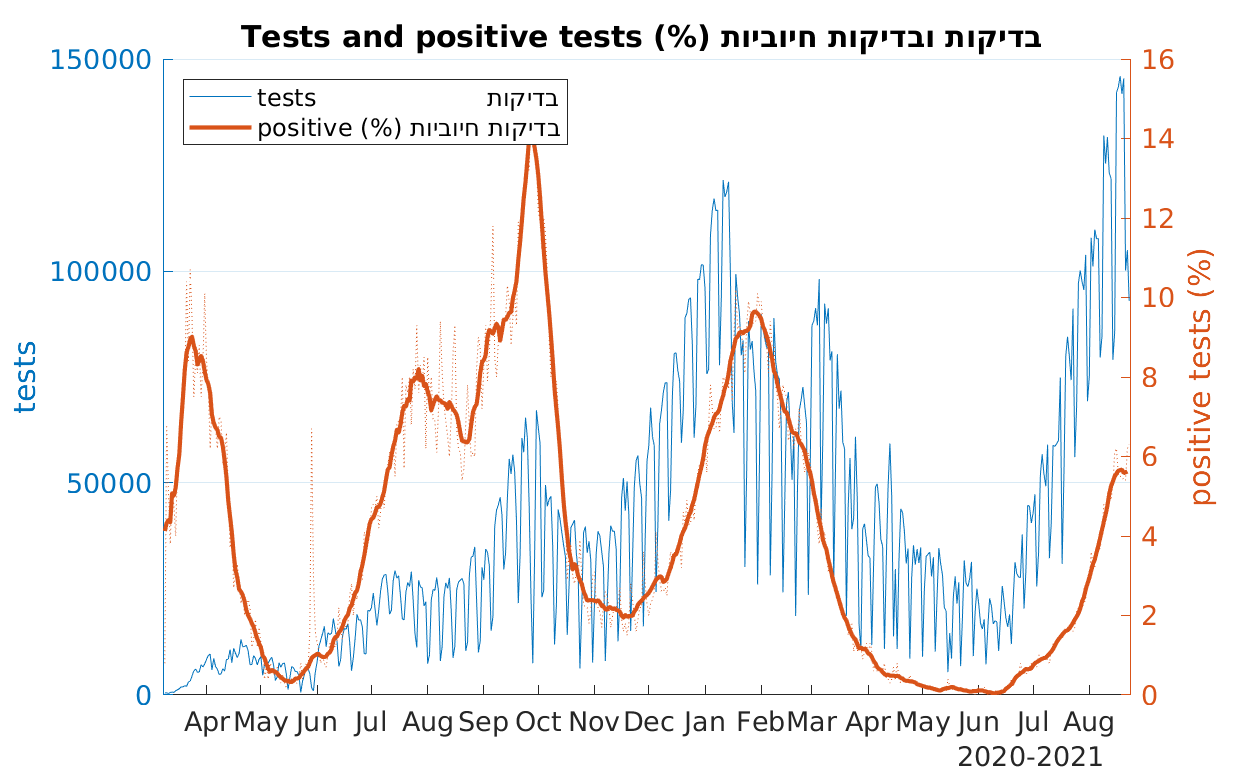 Tests and positive tests (%) בדיקות ובדיקות חיוביות
150000
100000
50000
0
tests
tests בדיקות
positive (%) בדיקות חיוביות
16
14
12
10
8
6
4
2
0
positive tests (%)
Apr May Jun Jul Aug Sep Oct Nov Dec Jan Feb Mar Apr May Jun Jul Aug
2020-2021